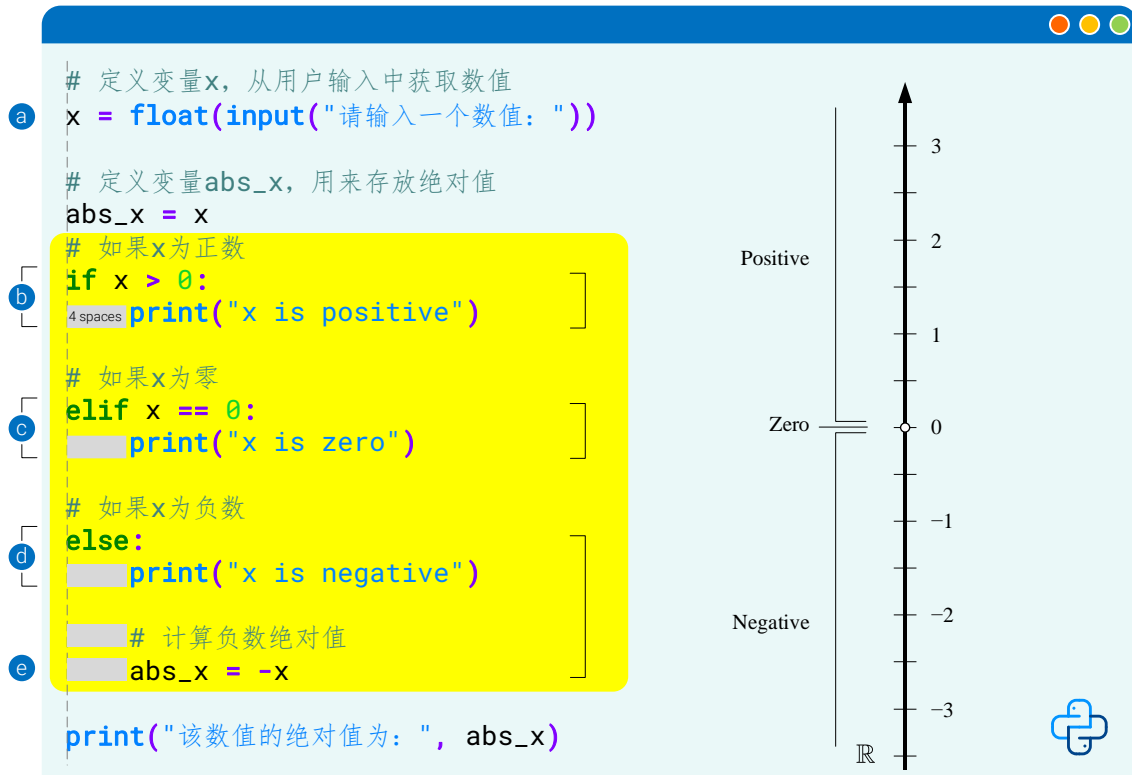 # 定义变量x，从用户输入中获取数值
a x = float(input("请输入一个数值: "))
# 定义变量abs_x，用来存放绝对值
abs_x = x
# 如果x为正数
b if x > 0:
4 spaces print("x is positive")
# 如果x为零
c elif x == 0:
print("x is zero")
# 如果x为负数
d else:
print("x is negative")
# 计算负数绝对值
e abs_x = -x
print("该数值的绝对值为: ", abs_x)
3
2
Positive
1
Zero
0
−1
−2
Negative
−3
ℝ